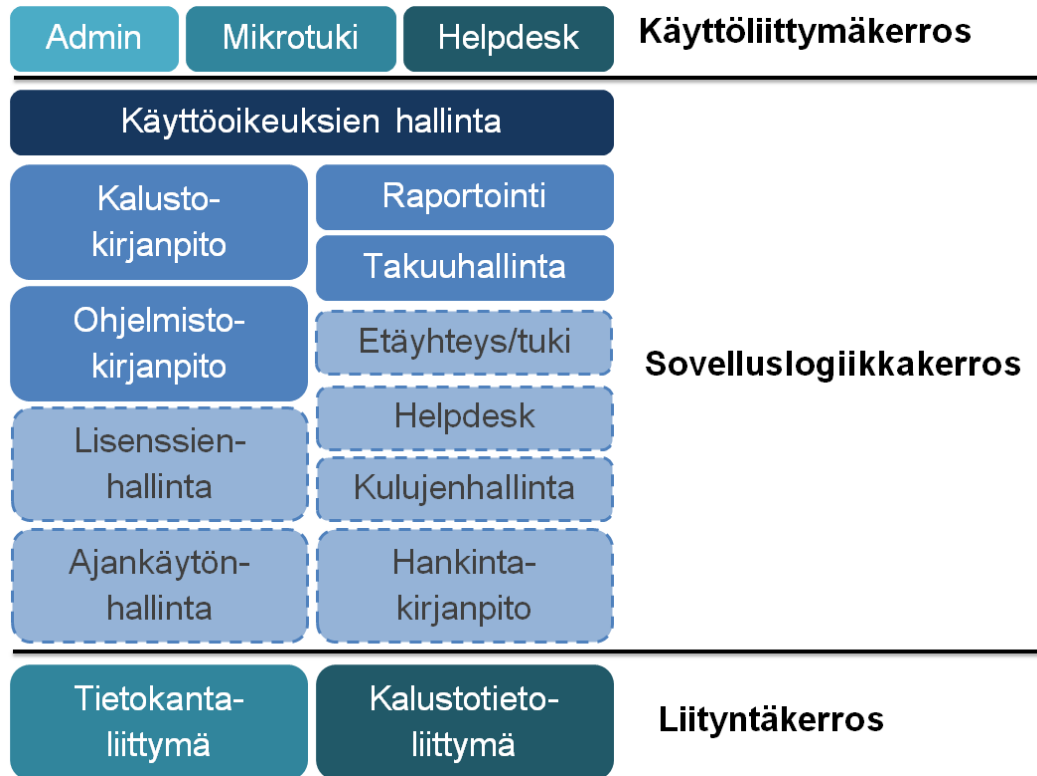 Admin
Mikrotuki
Helpdesk
Käyttöliittymäkerros
Käyttöoikeuksien hallinta
Kalusto-
kirjanpito
Raportointi
Takuuhallinta
Ohjelmisto-
kirjanpito
Etäyhteys/tuki
Sovelluslogiikkakerros
Helpdesk
Lisenssien-
hallinta
Kulujenhallinta
Ajankäytön-
hallinta
Hankinta-
kirjanpito
Tietokanta-
liittymä
Kalustotieto-
liittymä
Liityntäkerros